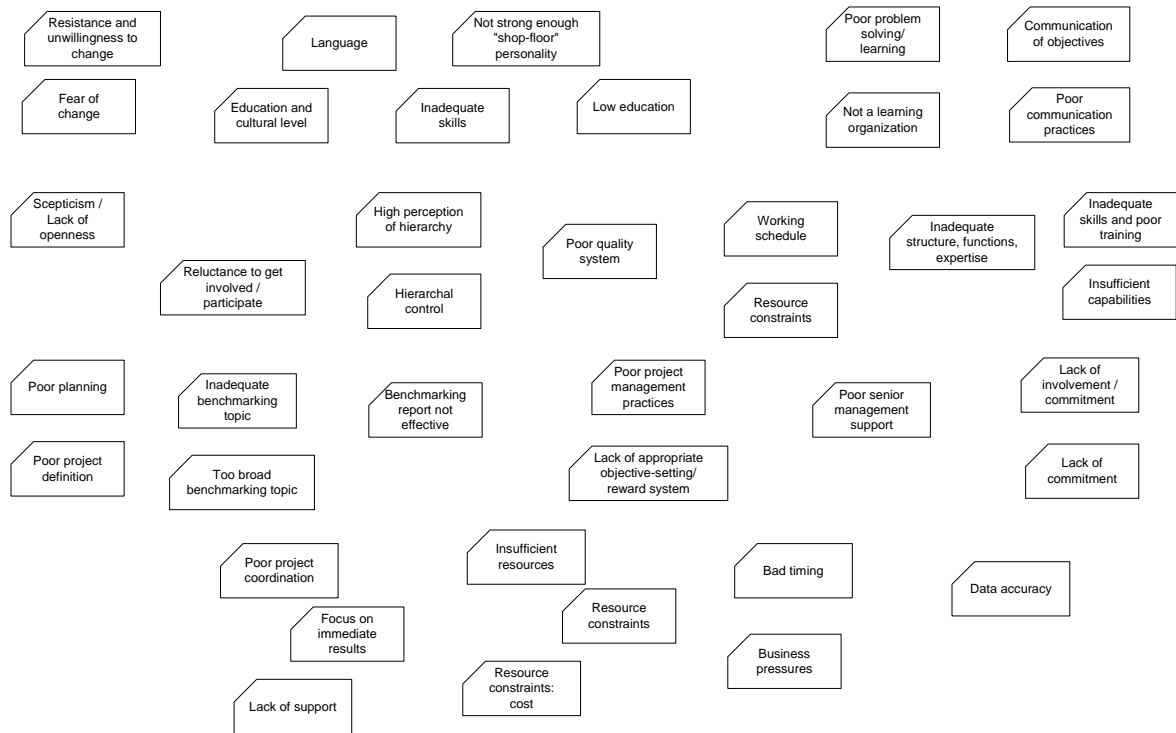 Resistance and
unwillingness to
change
Language
Not strong enough
"shop-floor"
personality
Poor problem
solving/
learning
Communication
of objectives
Fear of
change
Education and
cultural level
Inadequate
skills
Low education
Not a learning
organization
Poor
communication
practices
Scepticism /
Lack of
openness
High perception
of hierarchy
Poor quality
system
Working
schedule
Inadequate
structure, functions,
expertise
Inadequate
skills and poor
training
Reluctance to get
involved /
participate
Hierarchal
control
Resource
constraints
Insufficient
capabilities
Poor planning
Inadequate
benchmarking
topic
Benchmarking
report not
effective
Poor project
management
practices
Poor senior
management
support
Lack of
involvement /
commitment
Poor project
definition
Too broad
benchmarking topic
Lack of appropriate
objective-setting/
reward system
Lack of
commitment
Poor project
coordination
Insufficient
resources
Bad timing
Data accuracy
Focus on
immediate
results
Resource
constraints
Business
pressures
Lack of support
Resource
constraints:
cost